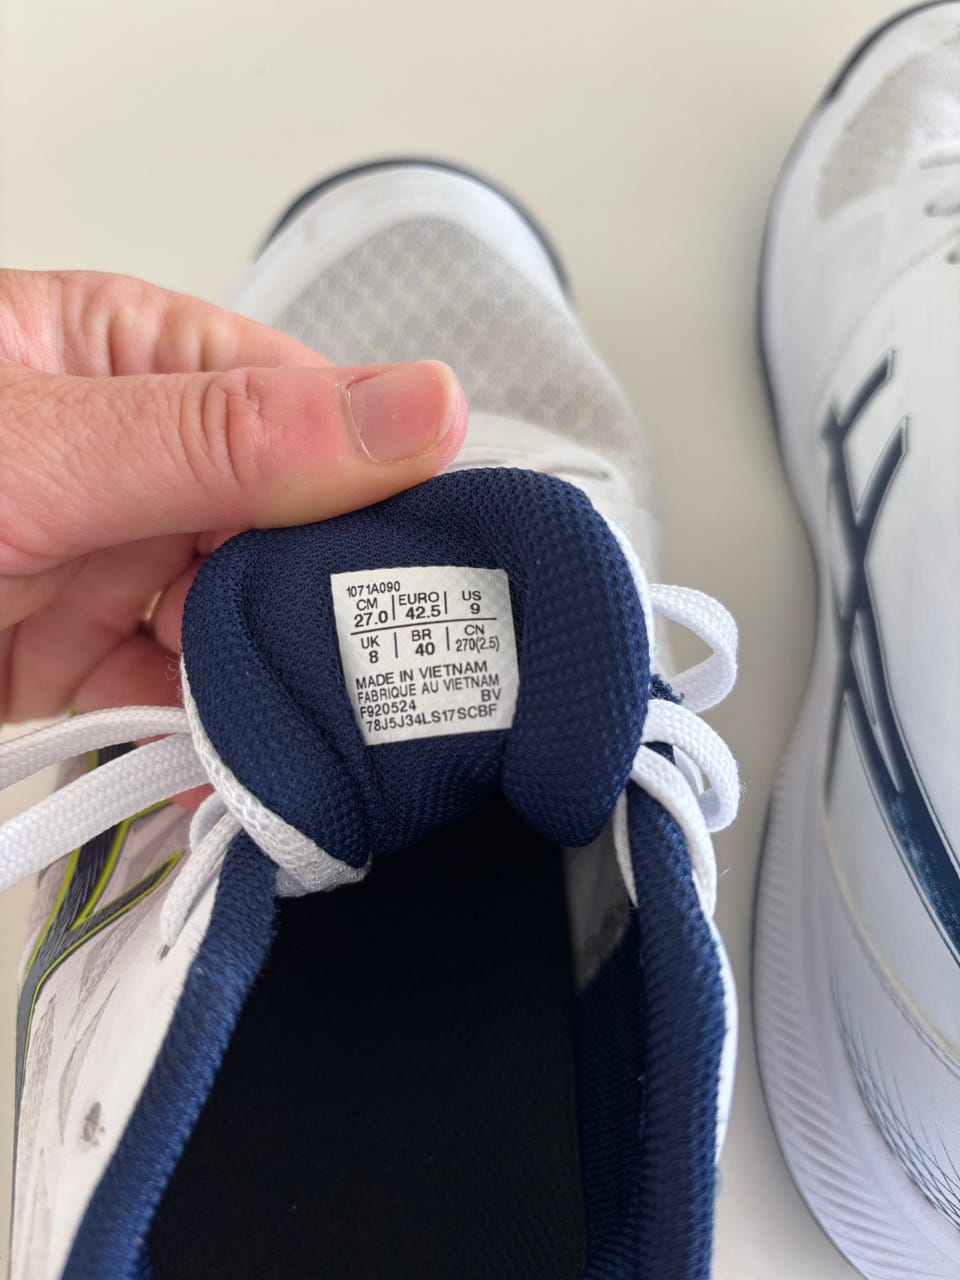 1071A090
CM 27.0 | EURO 42.5 | US 9
UK 8 | BR 40 | CN 270(2.5)
MADE IN VIETNAM
FABRIQUE AU VIETNAM
F920524 BV
78J5J34LS17SCBF